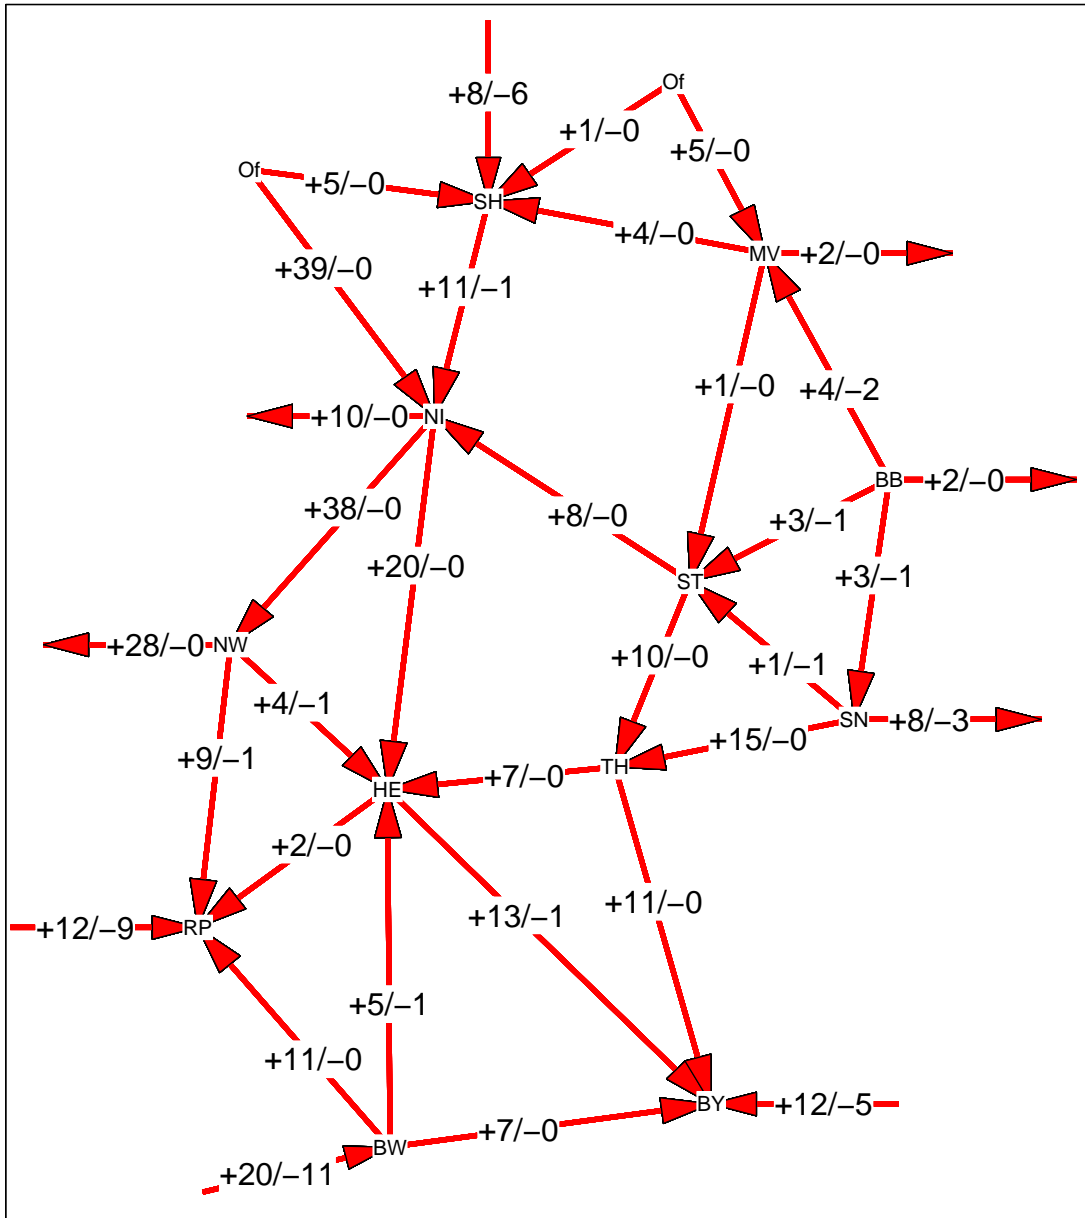 Of
+8/−6
+1/−0
+5/−0
Of
+5/−0
SH
+4/−0
MV
+2/−0
+39/−0
+11/−1
+1/−0
+4/−2
+10/−0
NI
BB
+2/−0
+38/−0
+8/−0
+3/−1
+20/−0
+3/−1
ST
NW
+28/−0
+10/−0
+1/−1
+4/−1
SN
+8/−3
+15/−0
+9/−1
TH
+7/−0
HE
+2/−0
+11/−0
+13/−1
+12/−9
RP
+5/−1
+11/−0
BY
+12/−5
+7/−0
BW
+20/−11